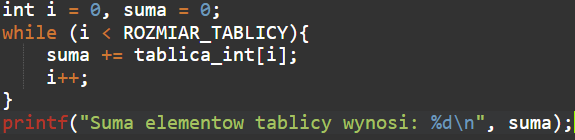 int i = 0, suma = 0;
while (i < ROZMIAR_TABLICY){
    suma += tablica_int[i];
    i++;
}
printf("Suma elementow tablicy wynosi: %d\n", suma);